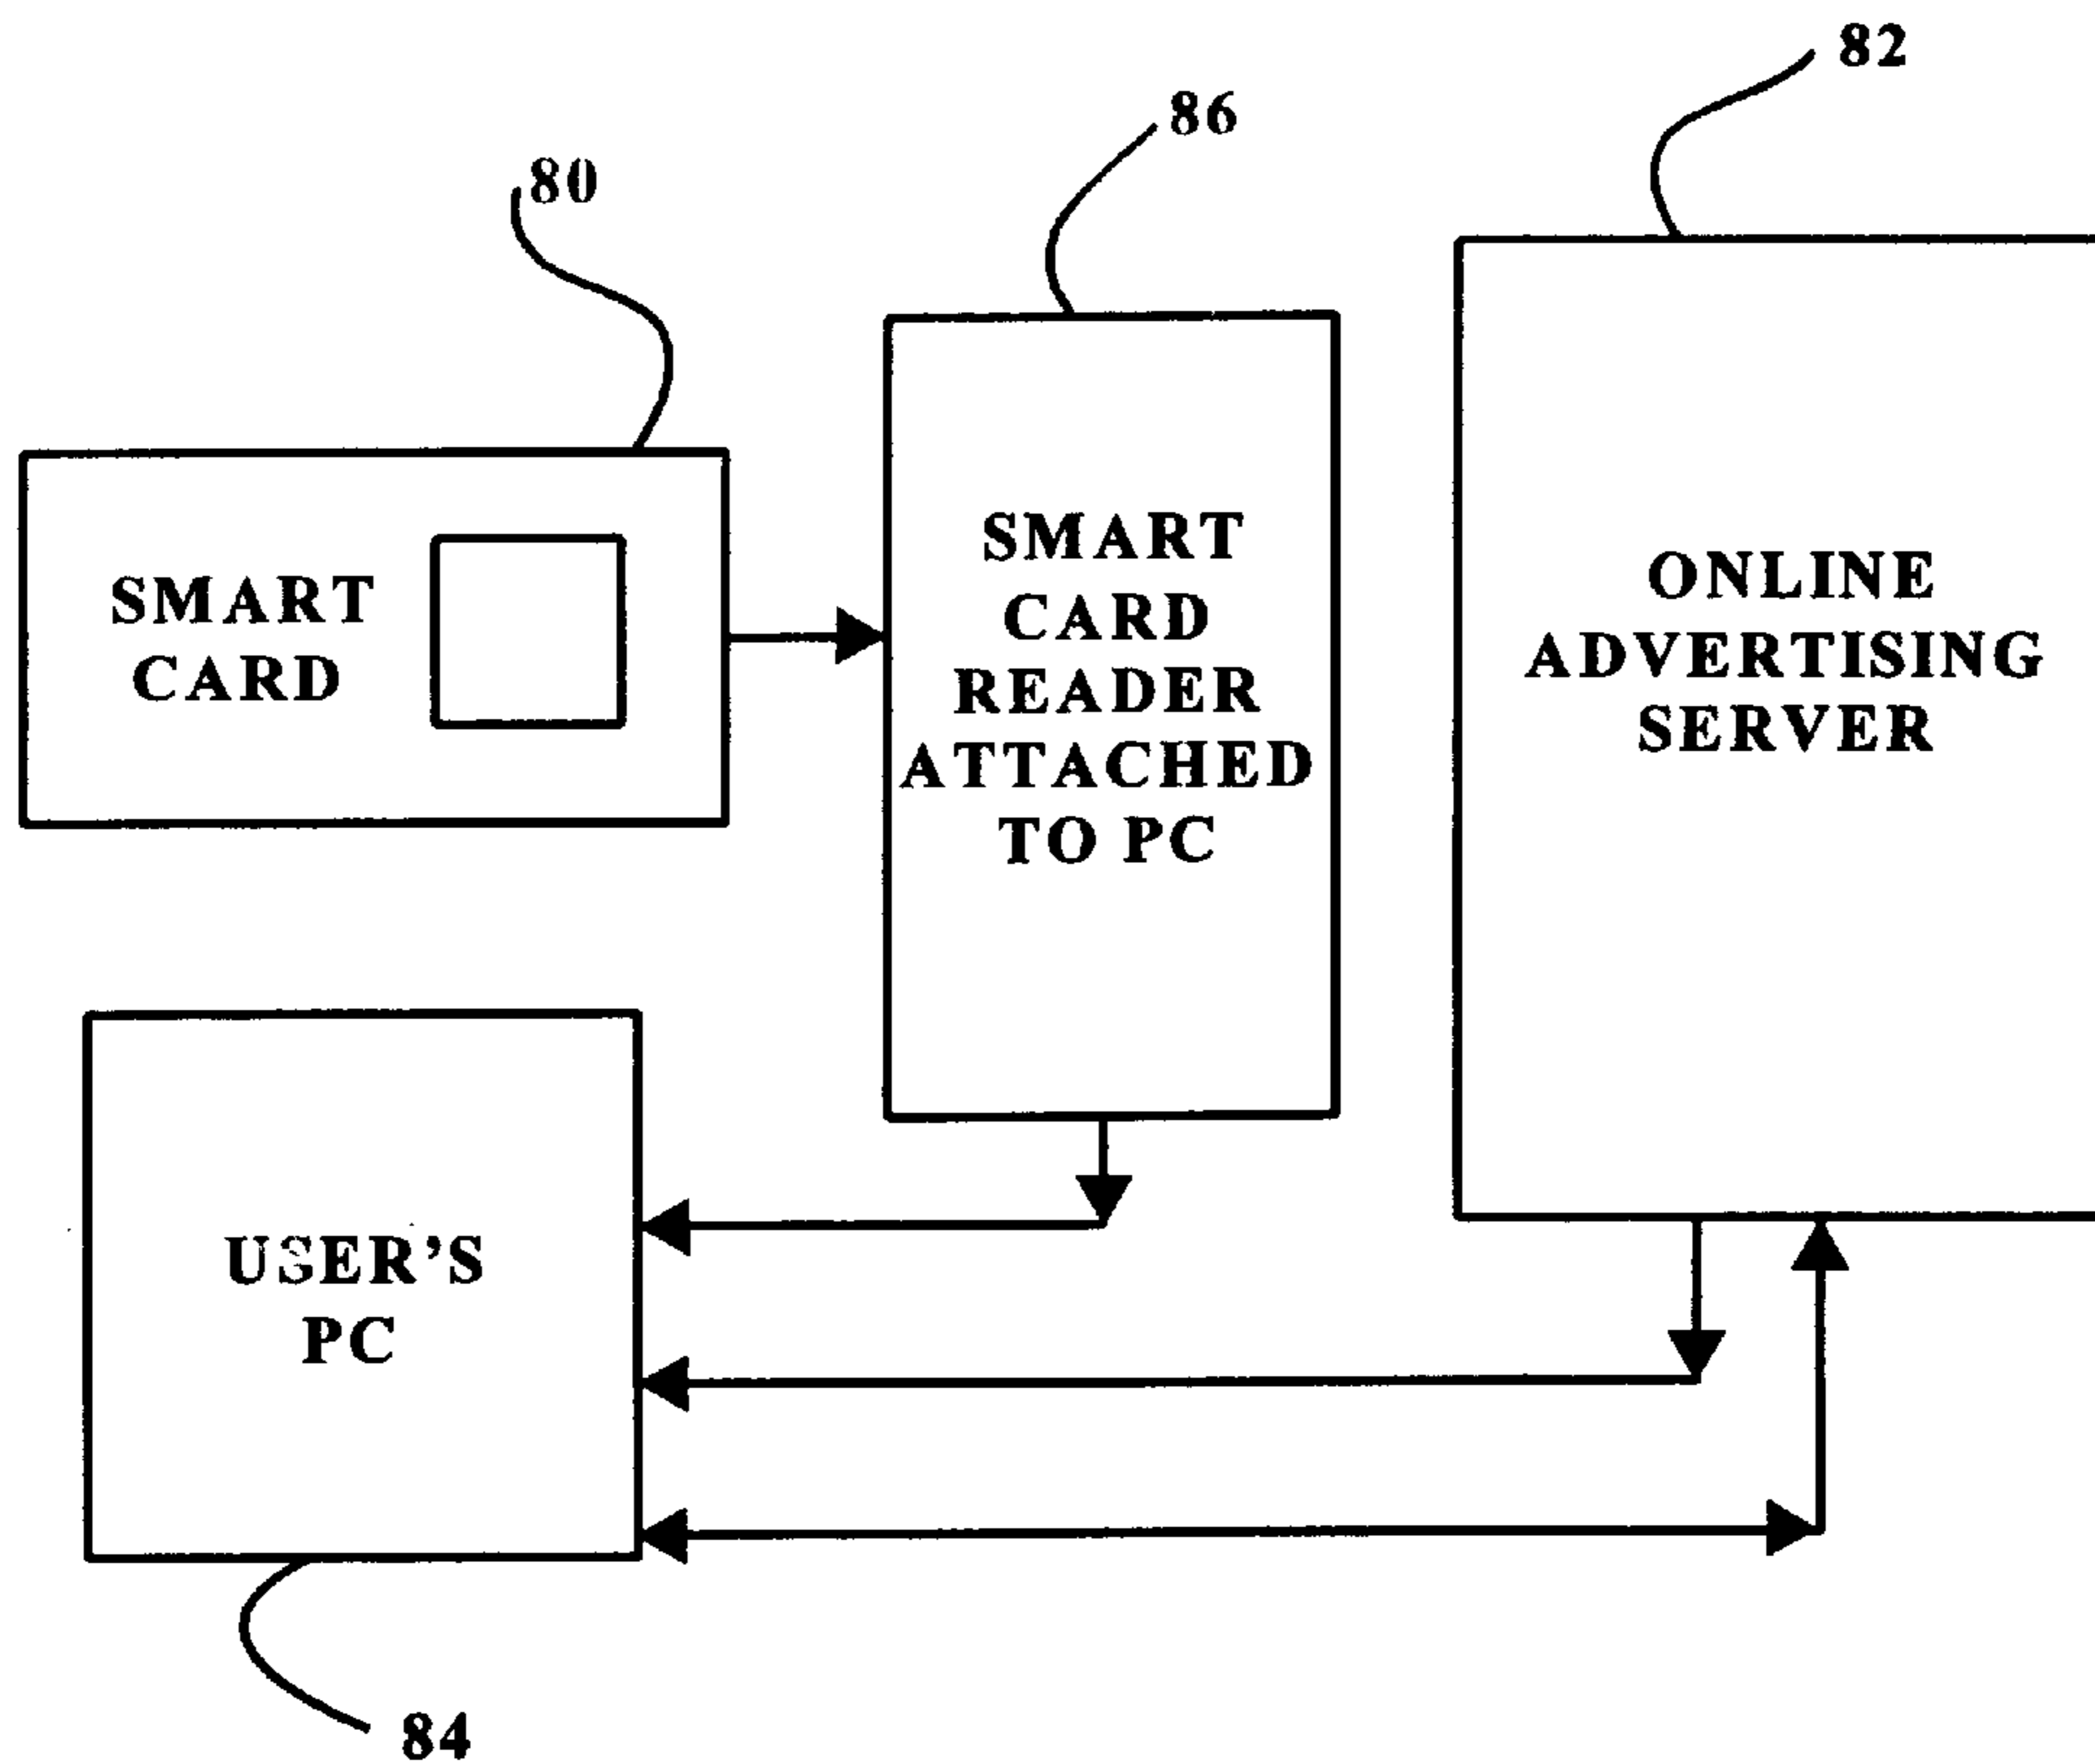 82
86
80
SMART
CARD
SMART
CARD
READER
ATTACHED
TO PC
ONLINE
ADVERTISING
SERVER
USER'S
PC
84